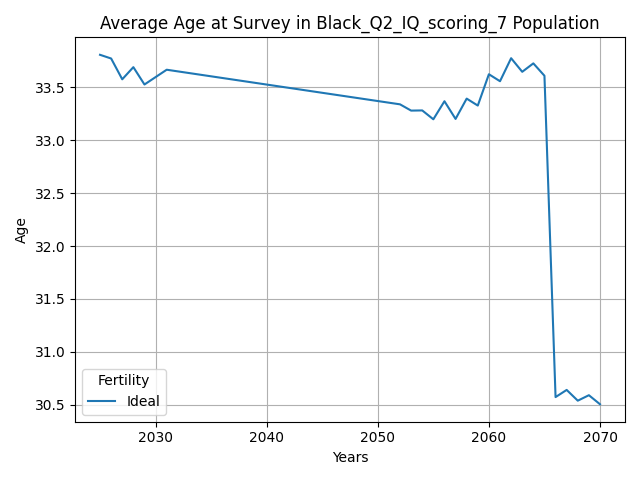 Average Age at Survey in Black_Q2_IQ_scoring_7 Population
33.5
33.0
32.5
32.0
31.5
31.0
30.5
Age
Fertility
Ideal
2030 2040 2050 2060 2070
Years